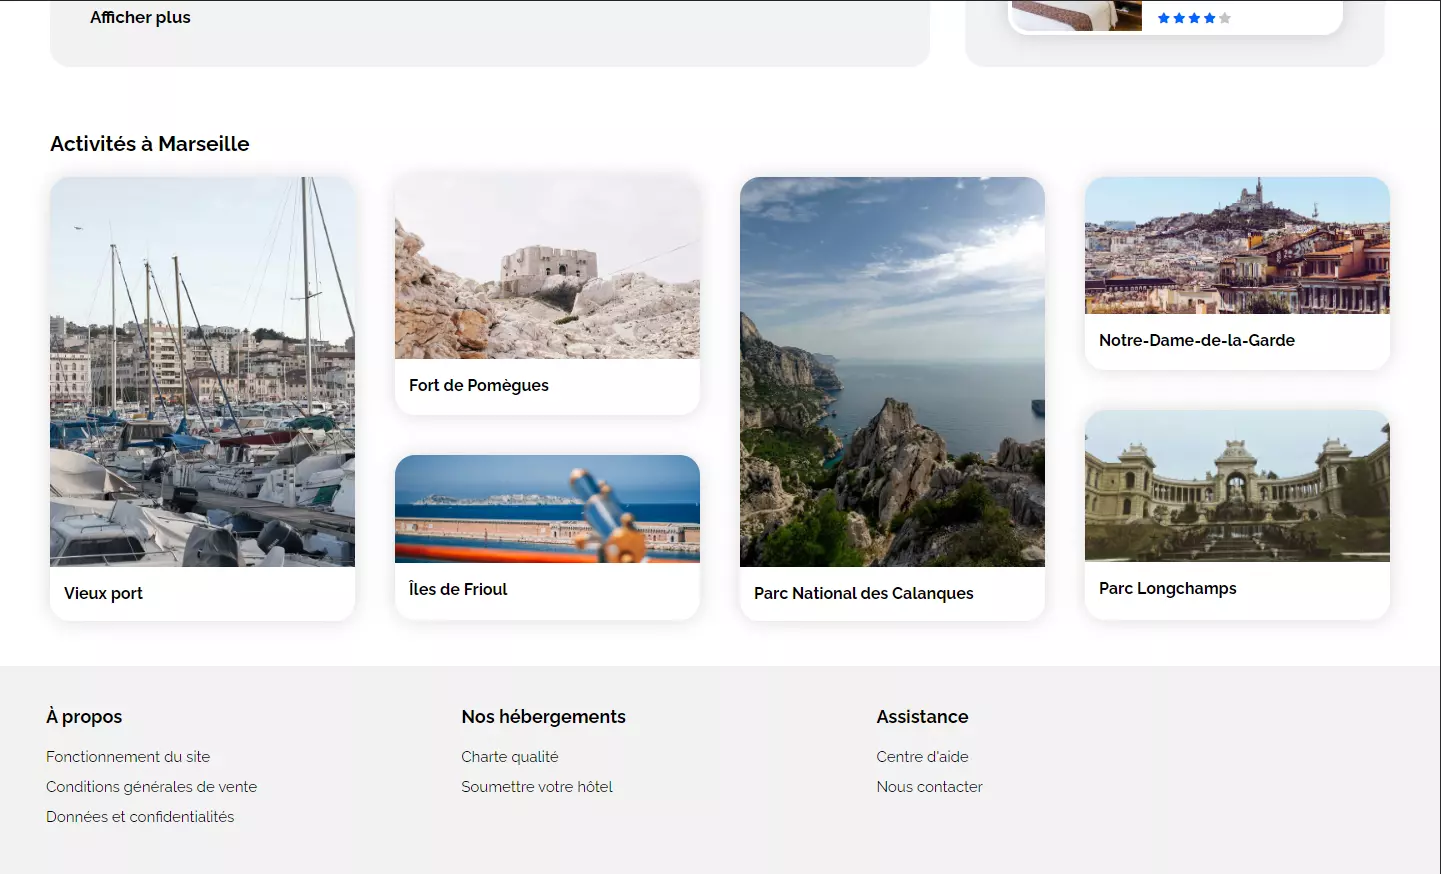 Afficher plus
Activités à Marseille
Vieux port
Fort de Pomègues
Îles de Frioul
Parc National des Calanques
Notre-Dame-de-la-Garde
Parc Longchamps
À propos
Fonctionnement du site
Conditions générales de vente
Données et confidentialités
Nos hébergements
Charte qualité
Soumettre votre hôtel
Assistance
Centre d'aide
Nous contacter